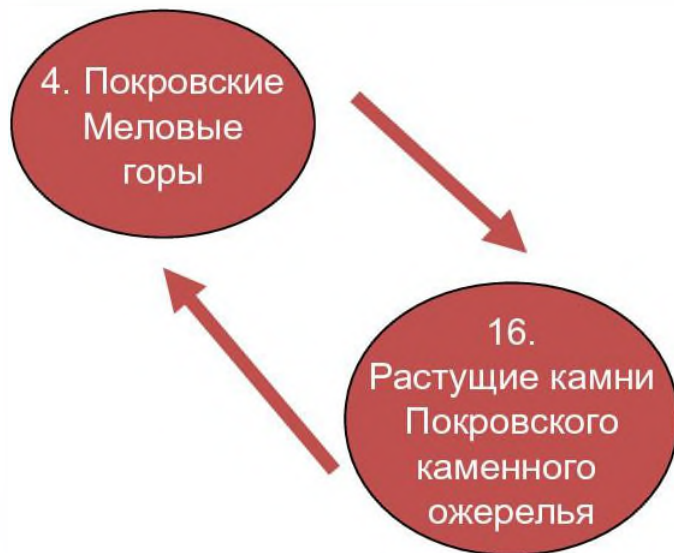 4. Покровские
Меловые
горы
16.
Растущие камни
Покровского
каменного
ожерелья